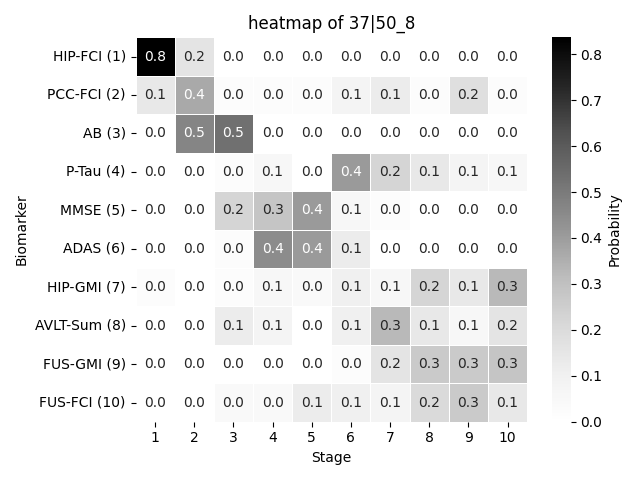 heatmap of 37|50_8
HIP-FCI (1) 0.8 0.2 0.0 0.0 0.0 0.0 0.0 0.0 0.0 0.0
PCC-FCI (2) 0.1 0.4 0.0 0.0 0.0 0.1 0.1 0.0 0.2 0.0
AB (3) 0.0 0.5 0.5 0.0 0.0 0.0 0.0 0.0 0.0 0.0
P-Tau (4) 0.0 0.0 0.0 0.1 0.0 0.4 0.2 0.1 0.1 0.1
MMSE (5) 0.0 0.0 0.2 0.3 0.4 0.1 0.0 0.0 0.0 0.0
ADAS (6) 0.0 0.0 0.0 0.4 0.4 0.1 0.0 0.0 0.0 0.0
HIP-GMI (7) 0.0 0.0 0.0 0.1 0.0 0.1 0.1 0.2 0.1 0.3
AVLT-Sum (8) 0.0 0.0 0.1 0.1 0.0 0.1 0.3 0.1 0.1 0.2
FUS-GMI (9) 0.0 0.0 0.0 0.0 0.0 0.0 0.2 0.3 0.3 0.3
FUS-FCI (10) 0.0 0.0 0.0 0.0 0.1 0.1 0.1 0.2 0.3 0.1
1 2 3 4 5 6 7 8 9 10
Stage
Biomarker
0.8
0.7
0.6
0.5
0.4
0.3
0.2
0.1
0.0
Probability